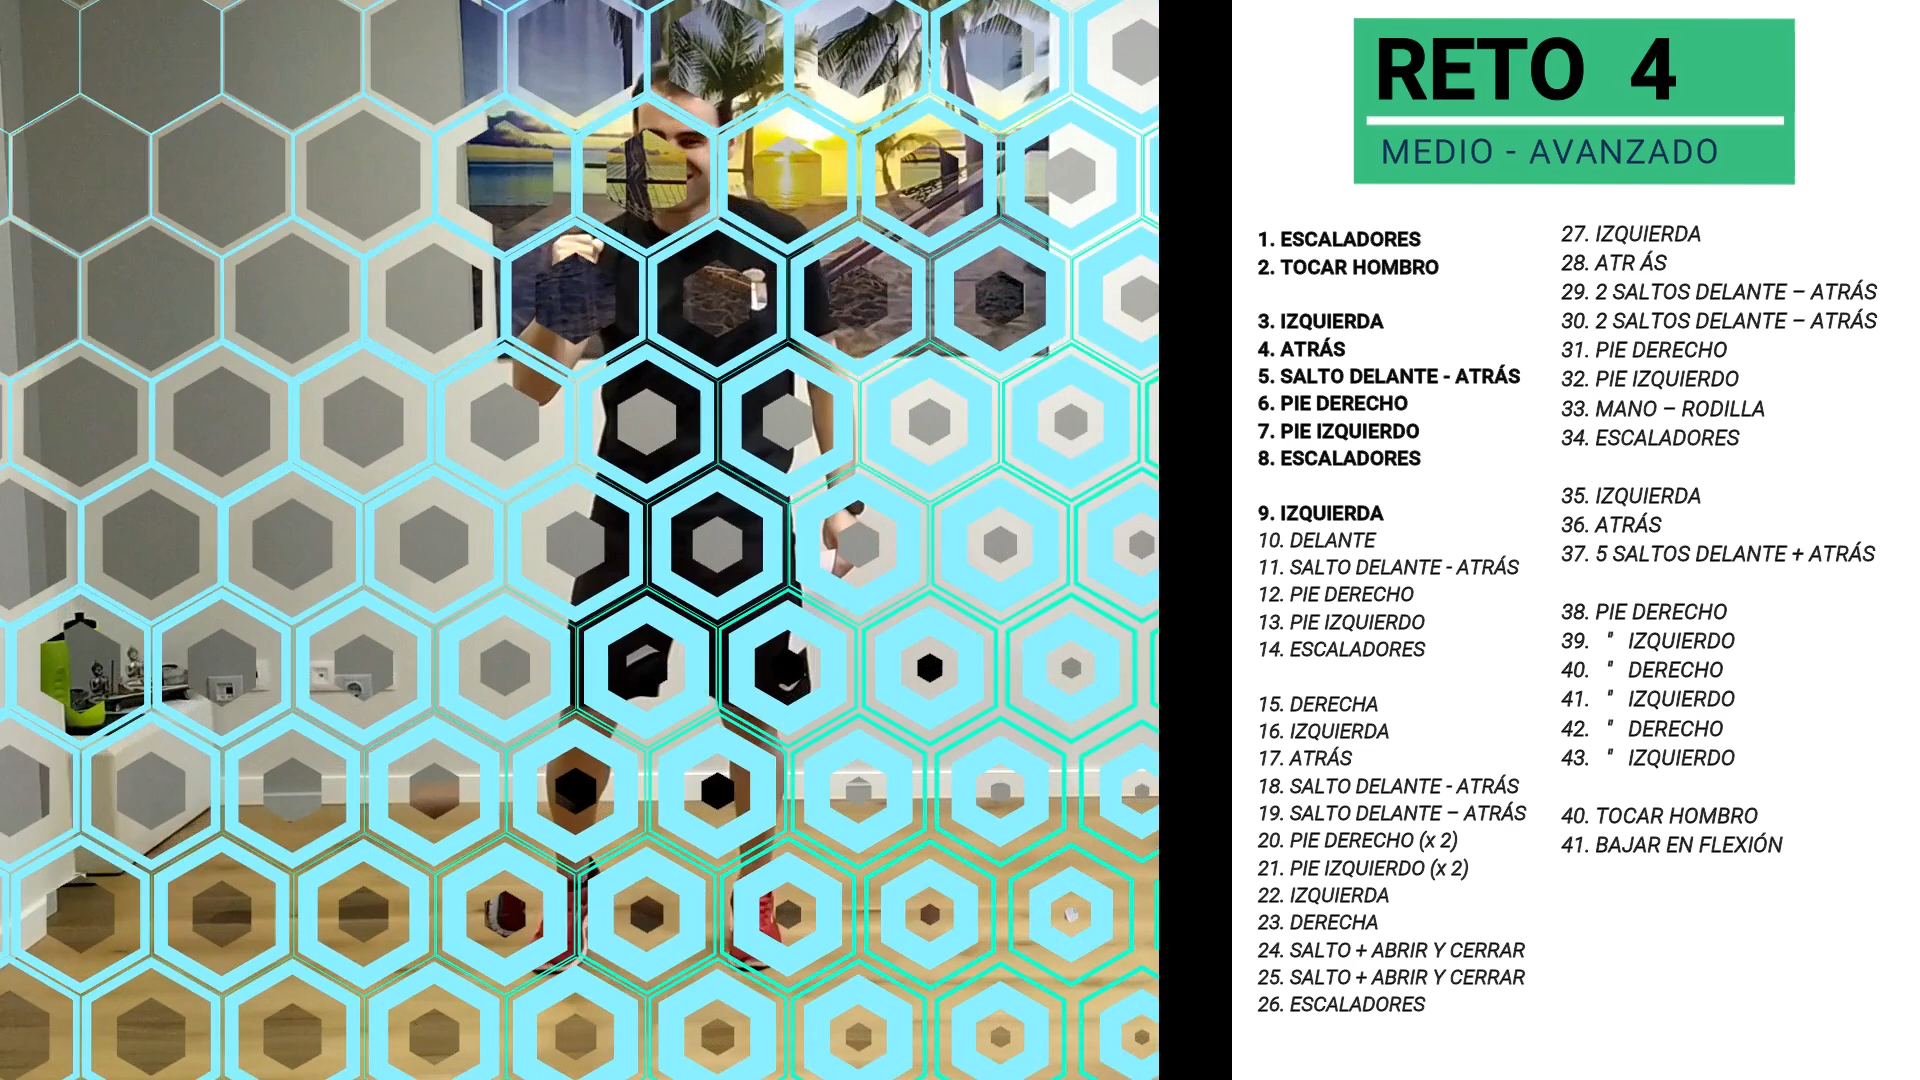 RETO 4
MEDIO - AVANZADO
1. ESCALADORES
2. TOCAR HOMBRO
3. IZQUIERDA
4. ATRÁS
5. SALTO DELANTE - ATRÁS
6. PIE DERECHO
7. PIE IZQUIERDO
8. ESCALADORES
9. IZQUIERDA
10. DELANTE
11. SALTO DELANTE - ATRÁS
12. PIE DERECHO
13. PIE IZQUIERDO
14. ESCALADORES
15. DERECHA
16. IZQUIERDA
17. ATRÁS
18. SALTO DELANTE - ATRÁS
19. SALTO DELANTE – ATRÁS
20. PIE DERECHO (x 2)
21. PIE IZQUIERDO (x 2)
22. IZQUIERDA
23. DERECHA
24. SALTO + ABRIR Y CERRAR
25. SALTO + ABRIR Y CERRAR
26. ESCALADORES
27. IZQUIERDA
28. ATR ÁS
29. 2 SALTOS DELANTE – ATRÁS
30. 2 SALTOS DELANTE – ATRÁS
31. PIE DERECHO
32. PIE IZQUIERDO
33. MANO – RODILLA
34. ESCALADORES
35. IZQUIERDA
36. ATRÁS
37. 5 SALTOS DELANTE + ATRÁS
38. PIE DERECHO
39. " IZQUIERDO
40. " DERECHO
41. " IZQUIERDO
42. " DERECHO
43. " IZQUIERDO
40. TOCAR HOMBRO
41. BAJAR EN FLEXIÓN